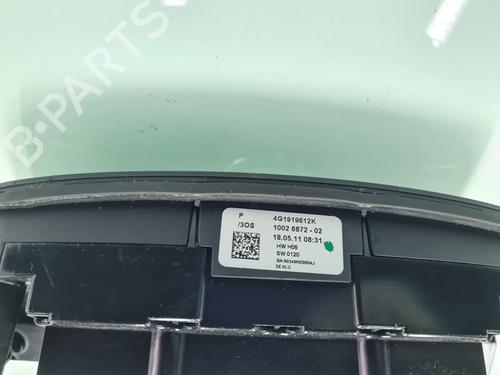 B-PARTS
P
/3OS
4G1919612K
1002 6872 - 02
18.05.11 08:31
HW H08
SW 0120
DE KLO